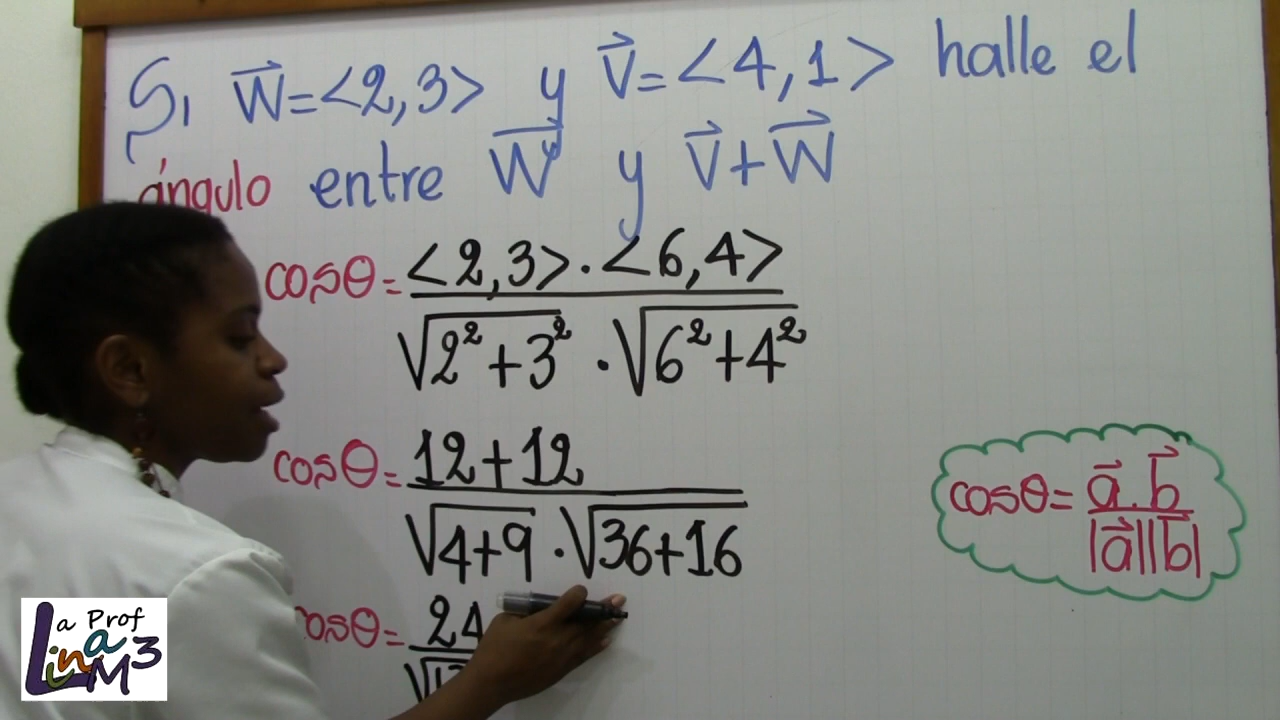 Si w⃗=<2,3> y v⃗=<4,1> halle el
ángulo entre w⃗ y v⃗+w⃗
cosθ= <2,3>·<6,4>
√2²+3² ·√6²+4²
cosθ= 12+12
√4+9 ·√36+16
cosθ= 24
cosθ= a⃗.b⃗
|a⃗||b⃗|
La Prof
Lina M3